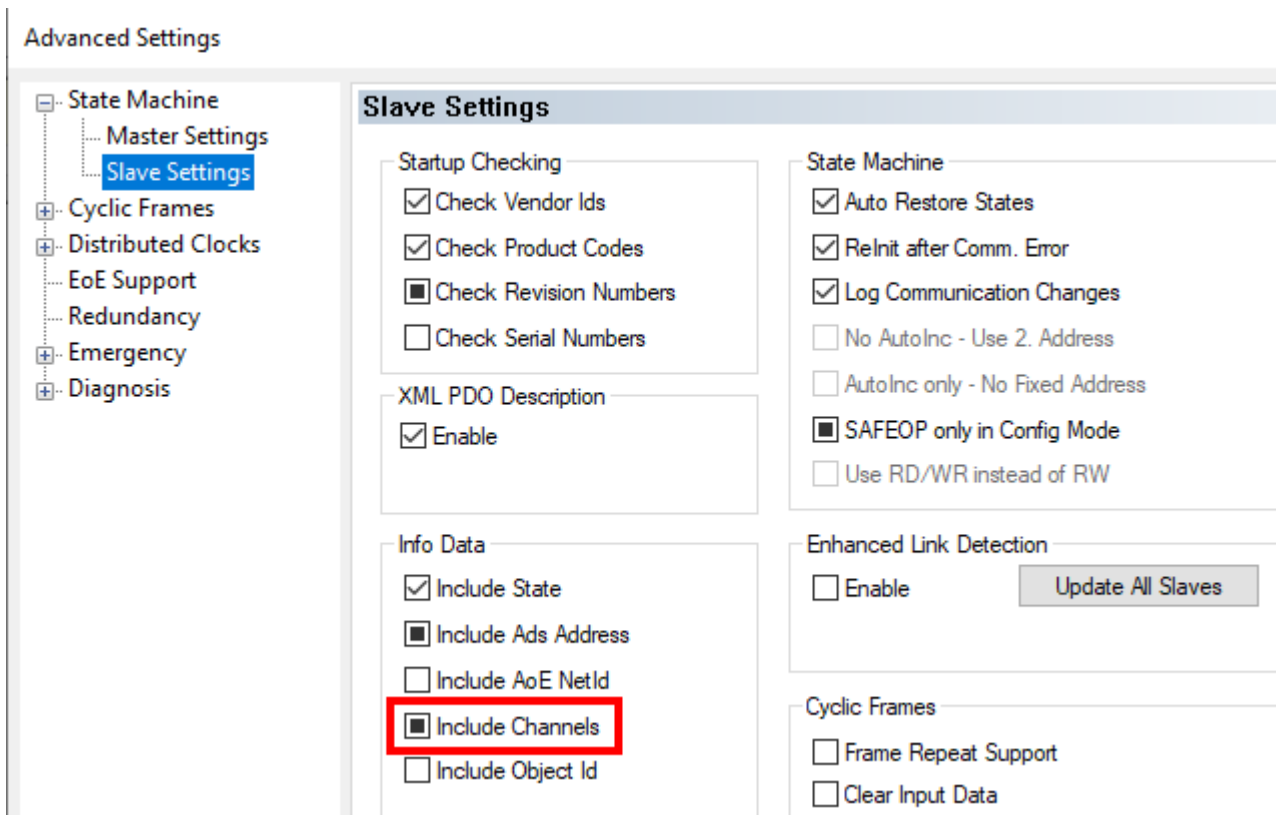 Advanced Settings
State Machine
Master Settings
Slave Settings
Cyclic Frames
Distributed Clocks
EoE Support
Redundancy
Emergency
Diagnosis
Slave Settings
Startup Checking
Check Vendor Ids
Check Product Codes
Check Revision Numbers
Check Serial Numbers
State Machine
Auto Restore States
ReInit after Comm. Error
Log Communication Changes
No AutoInc - Use 2. Address
AutoInc only - No Fixed Address
SAFEOP only in Config Mode
Use RD/WR instead of RW
XML PDO Description
Enable
Info Data
Include State
Include Ads Address
Include AoE NetId
Include Channels
Include Object Id
Enhanced Link Detection
Enable
Update All Slaves
Cyclic Frames
Frame Repeat Support
Clear Input Data